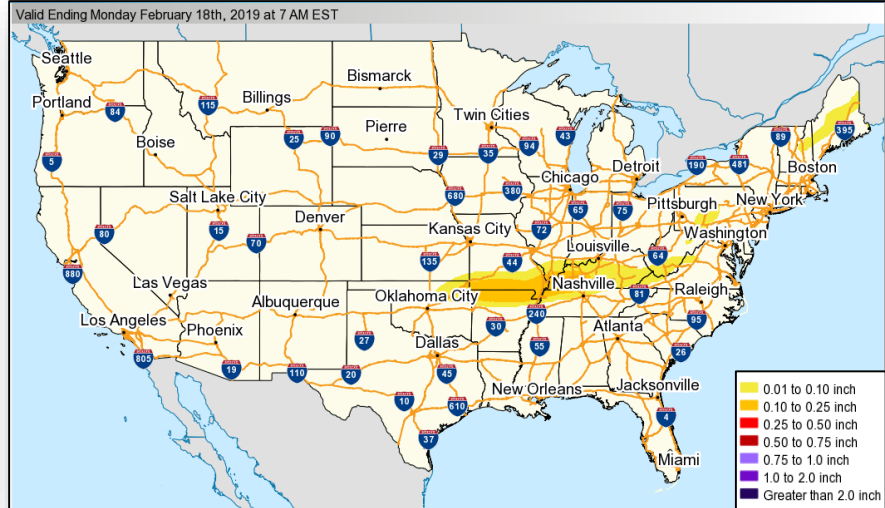 Valid Ending Monday February 18th, 2019 at 7 AM EST
Seattle
Portland
84
5
115
Billings
Bismarck
25
90
Pierre
Boise
Twin Cities
29
35
94
43
89
395
Boston
190
481
Detroit
Chicago
680
380
Salt Lake City
15
80
70
Denver
Kansas City
72
65
75
Pittsburgh
New York
Washington
Louisville
64
135
44
880
Las Vegas
Albuquerque
Oklahoma City
Nashville
81
Raleigh
Los Angeles
805
Phoenix
19
110
27
20
Dallas
30
240
55
Atlanta
95
26
45
10
610
37
New Orleans
Jacksonville
4
Miami
0.01 to 0.10 inch
0.10 to 0.25 inch
0.25 to 0.50 inch
0.50 to 0.75 inch
0.75 to 1.0 inch
1.0 to 2.0 inch
Greater than 2.0 inch